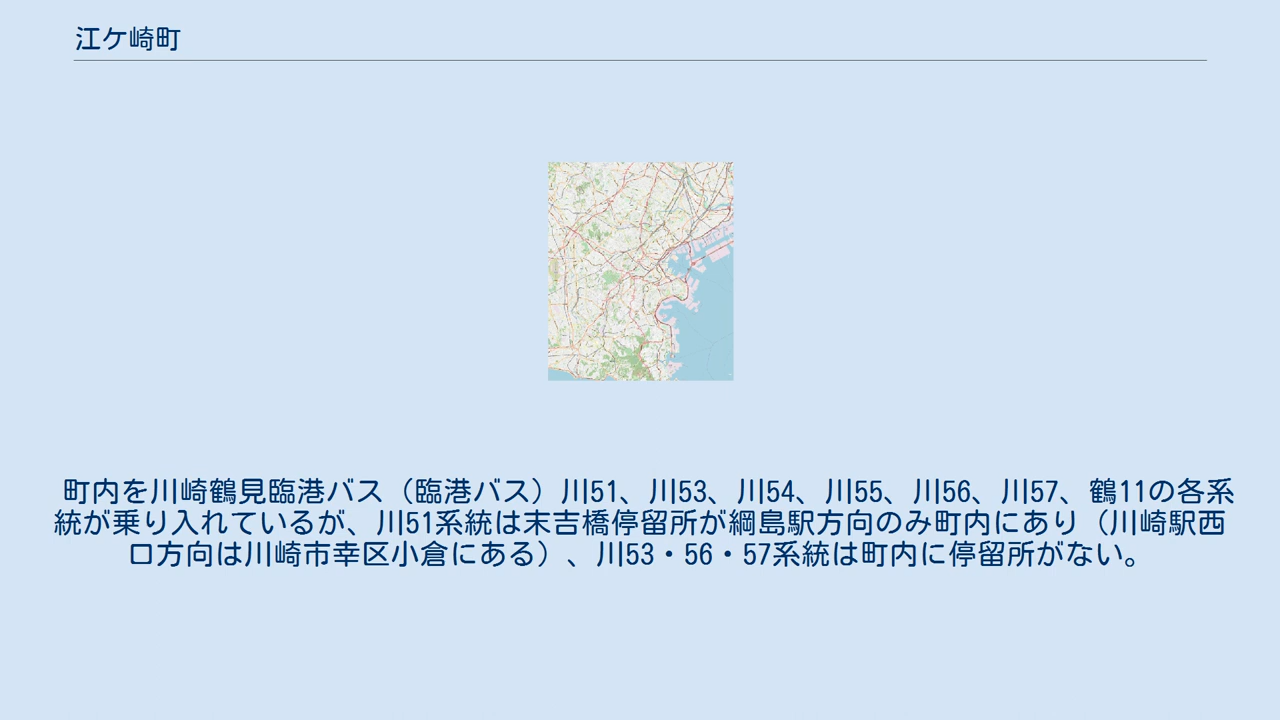 江ケ崎町
町内を川崎鶴見臨港バス（臨港バス）川51、川53、川54、川55、川56、川57、鶴11の各系
統が乗り入れているが、川51系統は末吉橋停留所が綱島駅方向のみ町内にあり（川崎駅西
口方向は川崎市幸区小倉にある）、川53・56・57系統は町内に停留所がない。